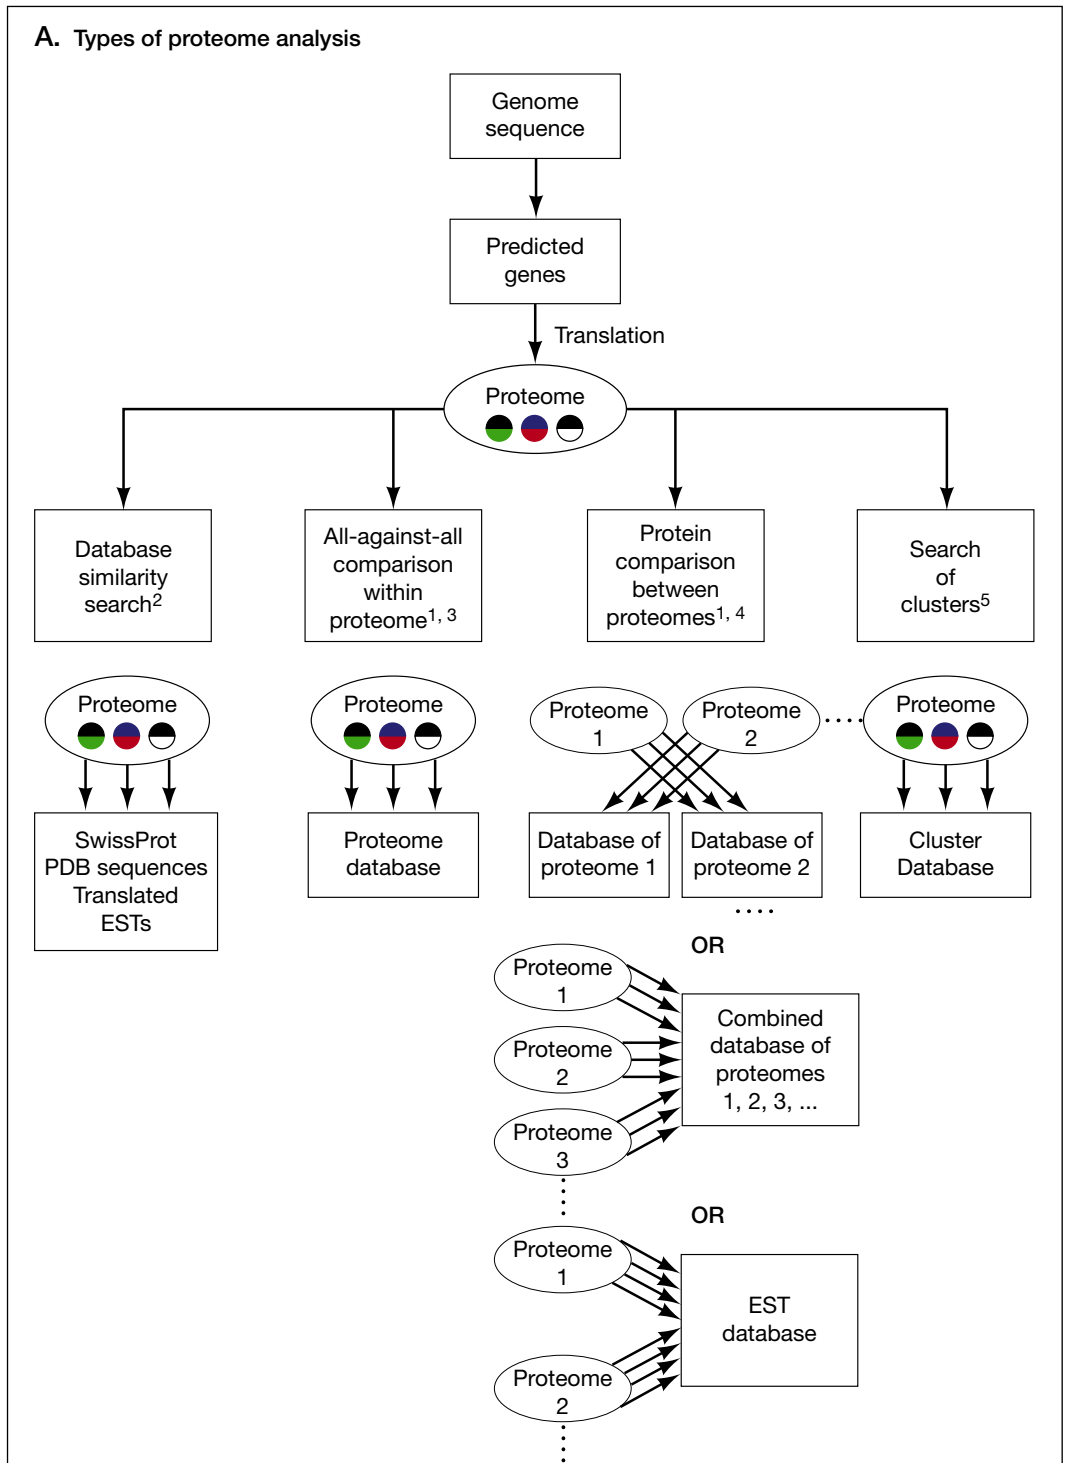 A. Types of proteome analysis
Genome
sequence
Predicted
genes
Translation
Proteome
Database
similarity
search2
All-against-all
comparison
within
proteome1, 3
Protein
comparison
between
proteomes1, 4
Search
of
clusters5
Proteome
SwissProt
PDB sequences
Translated
ESTs
Proteome
Proteome
database
Proteome
1
Proteome
2
....
Database of
proteome 1
Database of
proteome 2
....
Proteome
Cluster
Database
OR
Proteome
1
Proteome
2
Proteome
3
Combined
database of
proteomes
1, 2, 3, ...
OR
Proteome
1
Proteome
2
EST
database